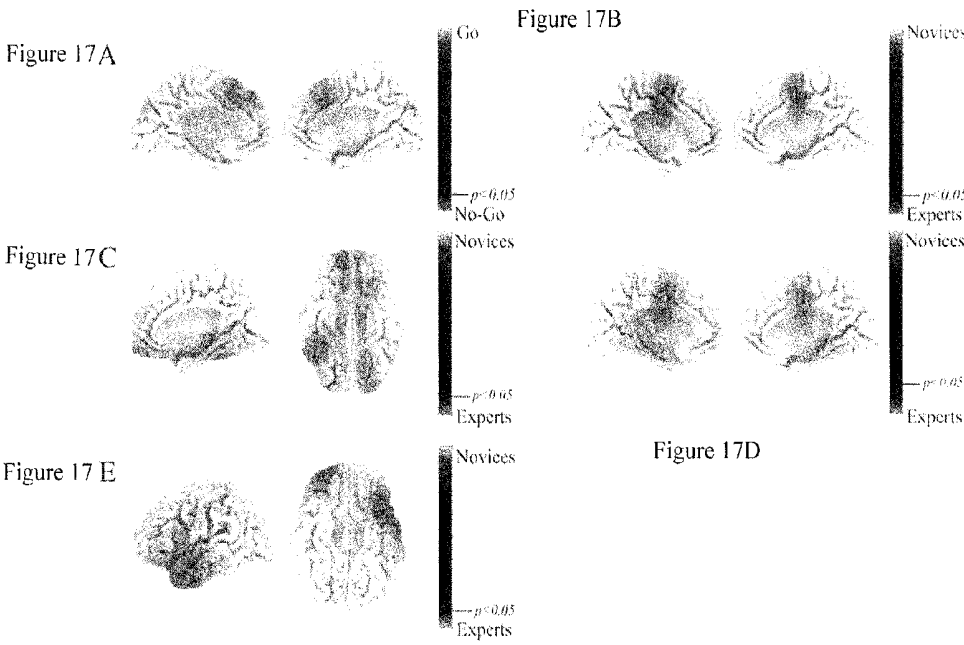 Figure 17A
Go
p<0.05
No-Go
Figure 17B
Novices
p<0.05
Experts
Figure 17C
Novices
p<0.05
Experts
Novices
p<0.05
Experts
Figure 17D
Figure 17 E
Novices
p<0.05
Experts